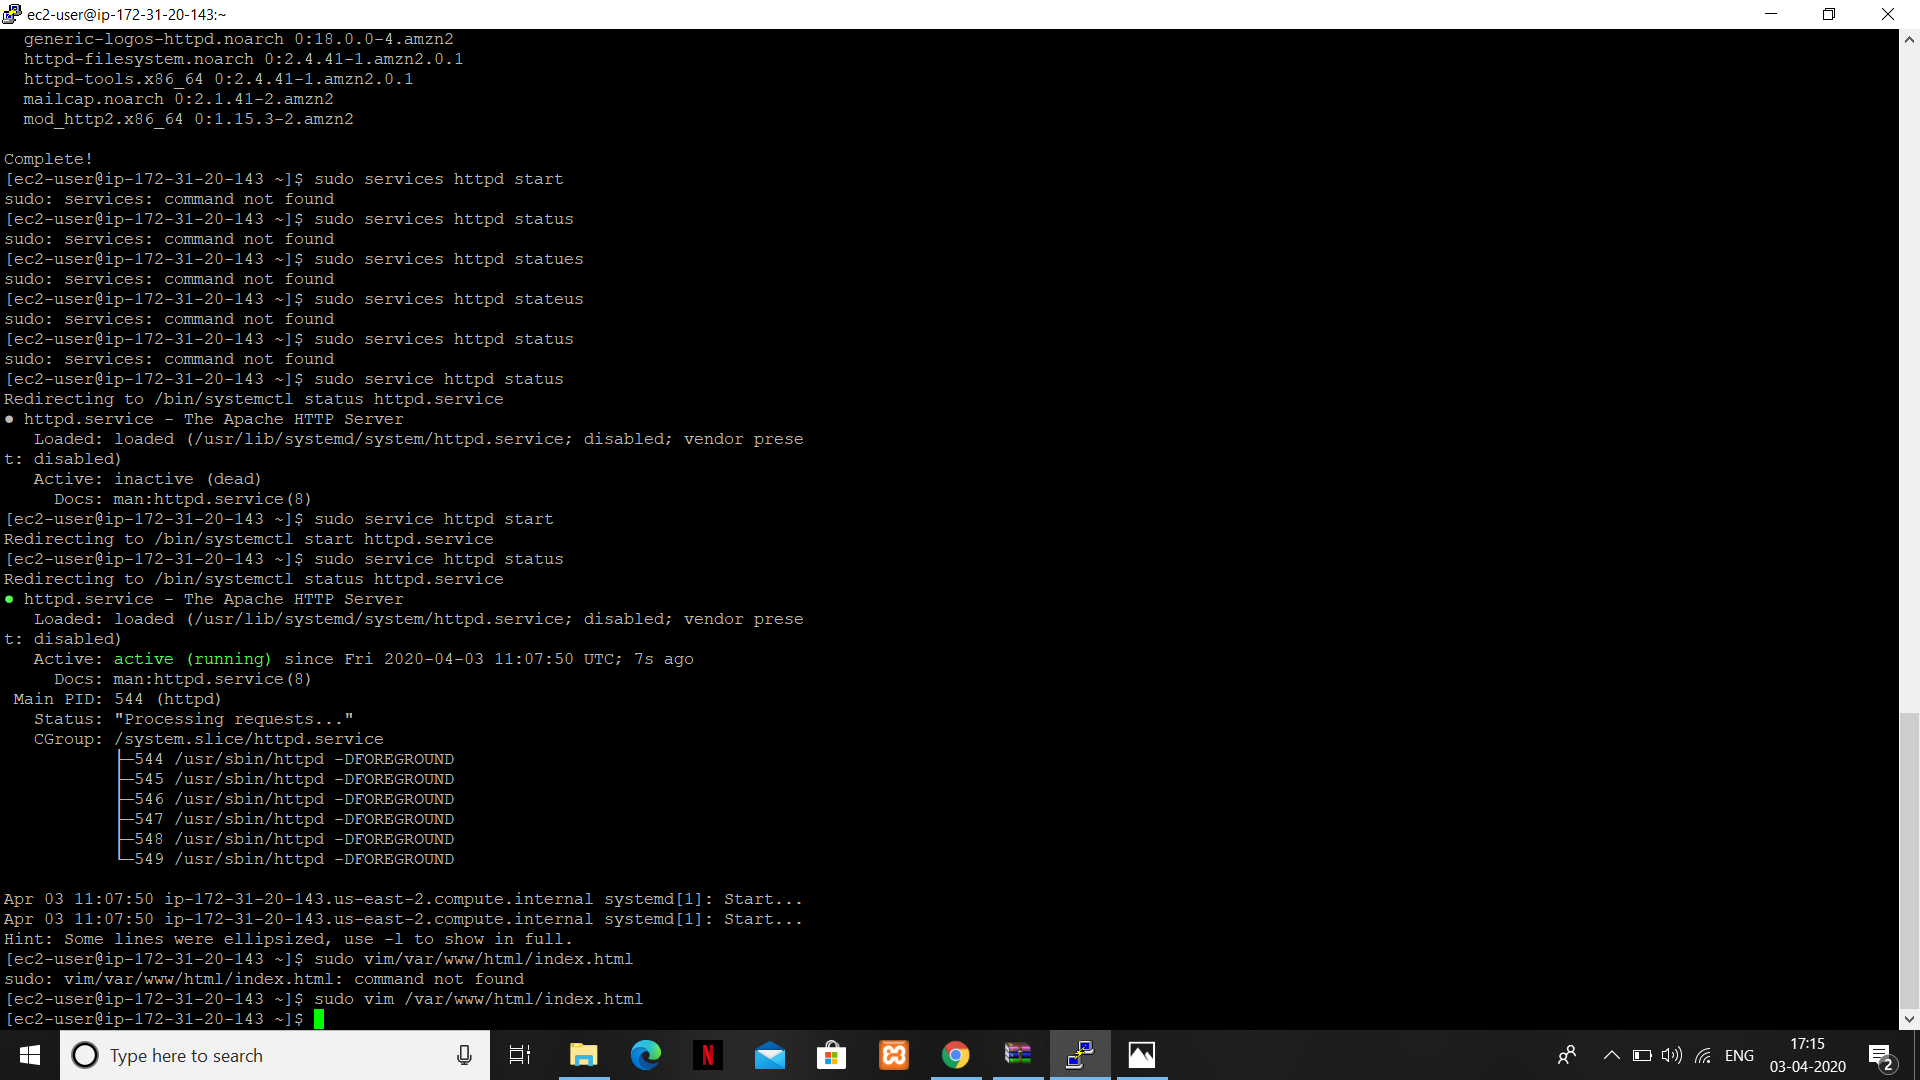 ec2-user@ip-172-31-20-143:~
  generic-logos-httpd.noarch 0:18.0.0-4.amzn2
  httpd-filesystem.noarch 0:2.4.41-1.amzn2.0.1
  httpd-tools.x86_64 0:2.4.41-1.amzn2.0.1
  mailcap.noarch 0:2.1.41-2.amzn2
  mod_http2.x86_64 0:1.15.3-2.amzn2

Complete!
[ec2-user@ip-172-31-20-143 ~]$ sudo services httpd start
sudo: services: command not found
[ec2-user@ip-172-31-20-143 ~]$ sudo services httpd status
sudo: services: command not found
[ec2-user@ip-172-31-20-143 ~]$ sudo services httpd statues
sudo: services: command not found
[ec2-user@ip-172-31-20-143 ~]$ sudo services httpd stateus
sudo: services: command not found
[ec2-user@ip-172-31-20-143 ~]$ sudo services httpd status
sudo: services: command not found
[ec2-user@ip-172-31-20-143 ~]$ sudo service httpd status
Redirecting to /bin/systemctl status httpd.service
● httpd.service - The Apache HTTP Server
   Loaded: loaded (/usr/lib/systemd/system/httpd.service; disabled; vendor prese
t: disabled)
   Active: inactive (dead)
     Docs: man:httpd.service(8)
[ec2-user@ip-172-31-20-143 ~]$ sudo service httpd start
Redirecting to /bin/systemctl start httpd.service
[ec2-user@ip-172-31-20-143 ~]$ sudo service httpd status
Redirecting to /bin/systemctl status httpd.service
● httpd.service - The Apache HTTP Server
   Loaded: loaded (/usr/lib/systemd/system/httpd.service; disabled; vendor prese
t: disabled)
   Active: active (running) since Fri 2020-04-03 11:07:50 UTC; 7s ago
     Docs: man:httpd.service(8)
 Main PID: 544 (httpd)
   Status: "Processing requests..."
   CGroup: /system.slice/httpd.service
           ├─544 /usr/sbin/httpd -DFOREGROUND
           ├─545 /usr/sbin/httpd -DFOREGROUND
           ├─546 /usr/sbin/httpd -DFOREGROUND
           ├─547 /usr/sbin/httpd -DFOREGROUND
           ├─548 /usr/sbin/httpd -DFOREGROUND
           └─549 /usr/sbin/httpd -DFOREGROUND

Apr 03 11:07:50 ip-172-31-20-143.us-east-2.compute.internal systemd[1]: Start...
Apr 03 11:07:50 ip-172-31-20-143.us-east-2.compute.internal systemd[1]: Start...
Hint: Some lines were ellipsized, use -l to show in full.
[ec2-user@ip-172-31-20-143 ~]$ sudo vim/var/www/html/index.html
sudo: vim/var/www/html/index.html: command not found
[ec2-user@ip-172-31-20-143 ~]$ sudo vim /var/www/html/index.html
[ec2-user@ip-172-31-20-143 ~]$
Type here to search
N
ENG
17:15
03-04-2020
2